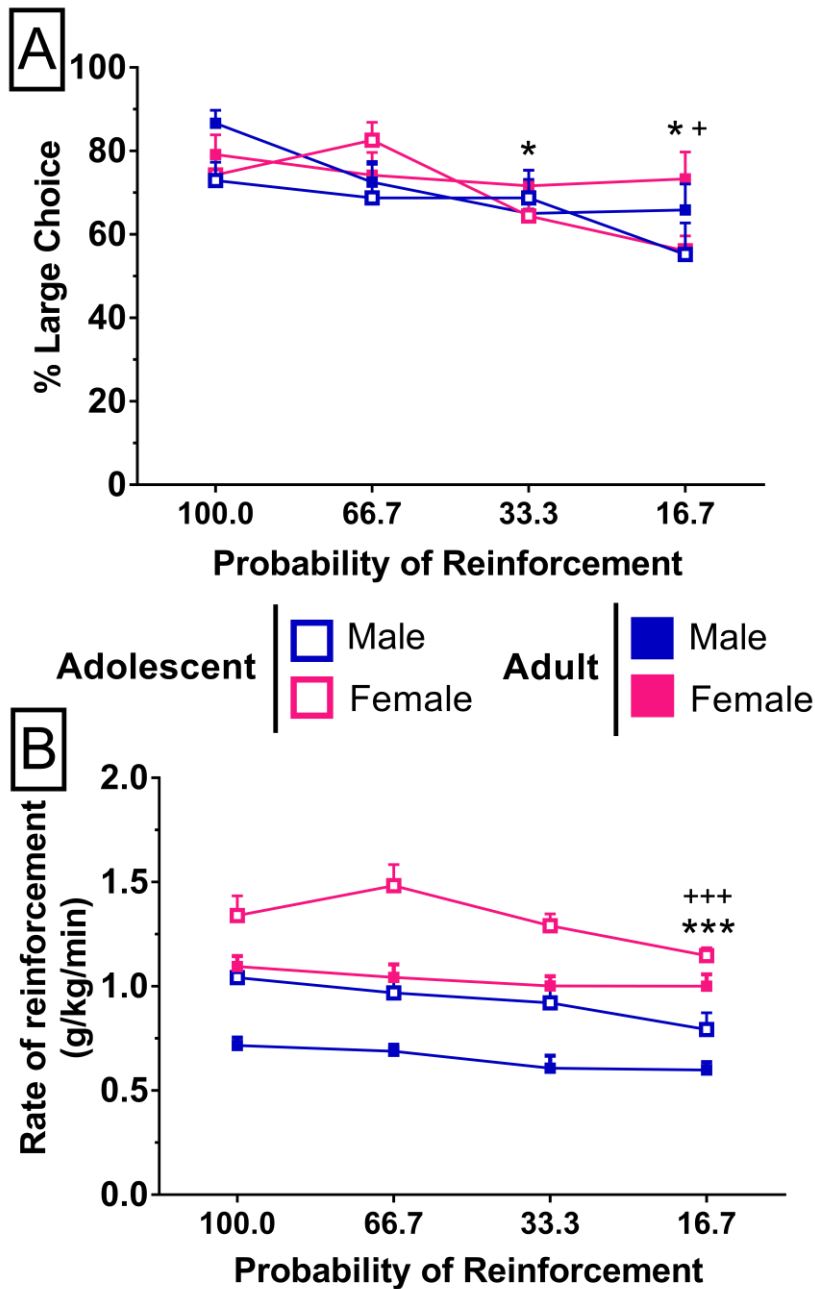 A
100
80
60
40
20
0
% Large Choice
*
* +
100.0 66.7 33.3 16.7
Probability of Reinforcement
Adolescent
Male
Female
Adult
Male
Female
B
2.0
1.5
1.0
0.5
0.0
Rate of reinforcement
(g/kg/min)
+++
***
100.0 66.7 33.3 16.7
Probability of Reinforcement